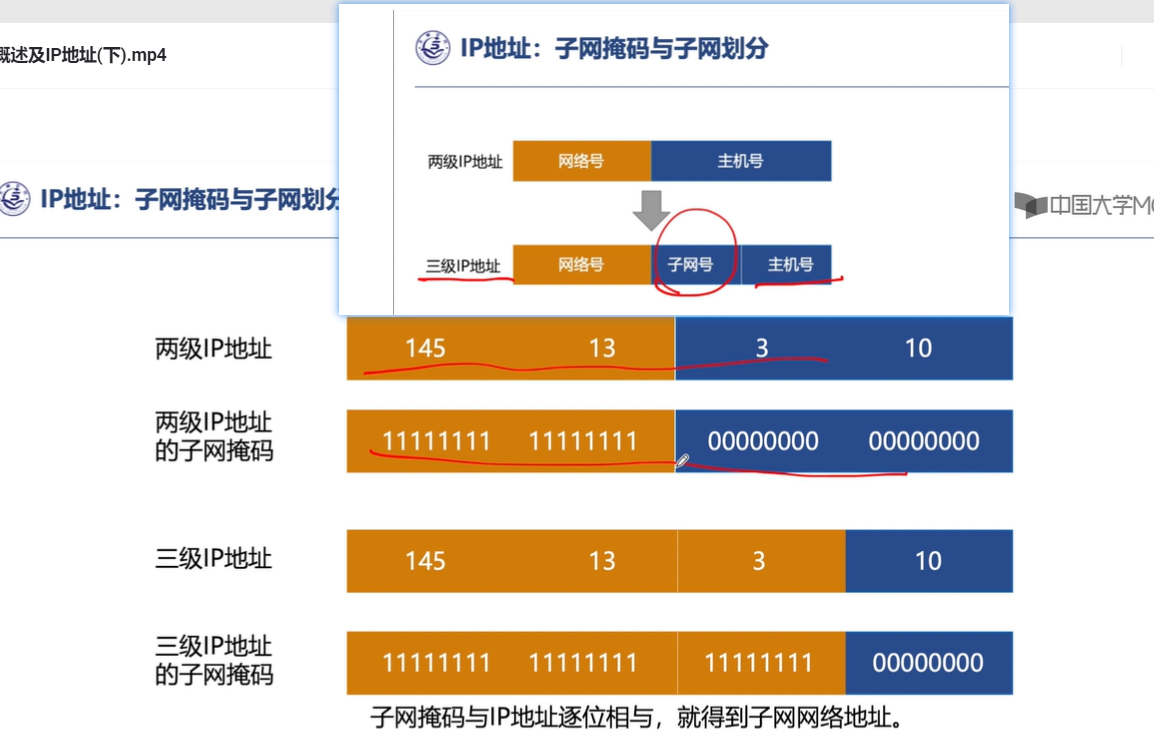 概述及IP地址(下).mp4
IP地址：子网掩码与子网划分
两级IP地址 网络号 主机号
三级IP地址 网络号 子网号 主机号
IP地址：子网掩码与子网划分
中国大学MO
两级IP地址 145 13 3 10
两级IP地址
的子网掩码 11111111 11111111 00000000 00000000
三级IP地址 145 13 3 10
三级IP地址
的子网掩码 11111111 11111111 11111111 00000000
子网掩码与IP地址逐位相与，就得到子网网络地址。